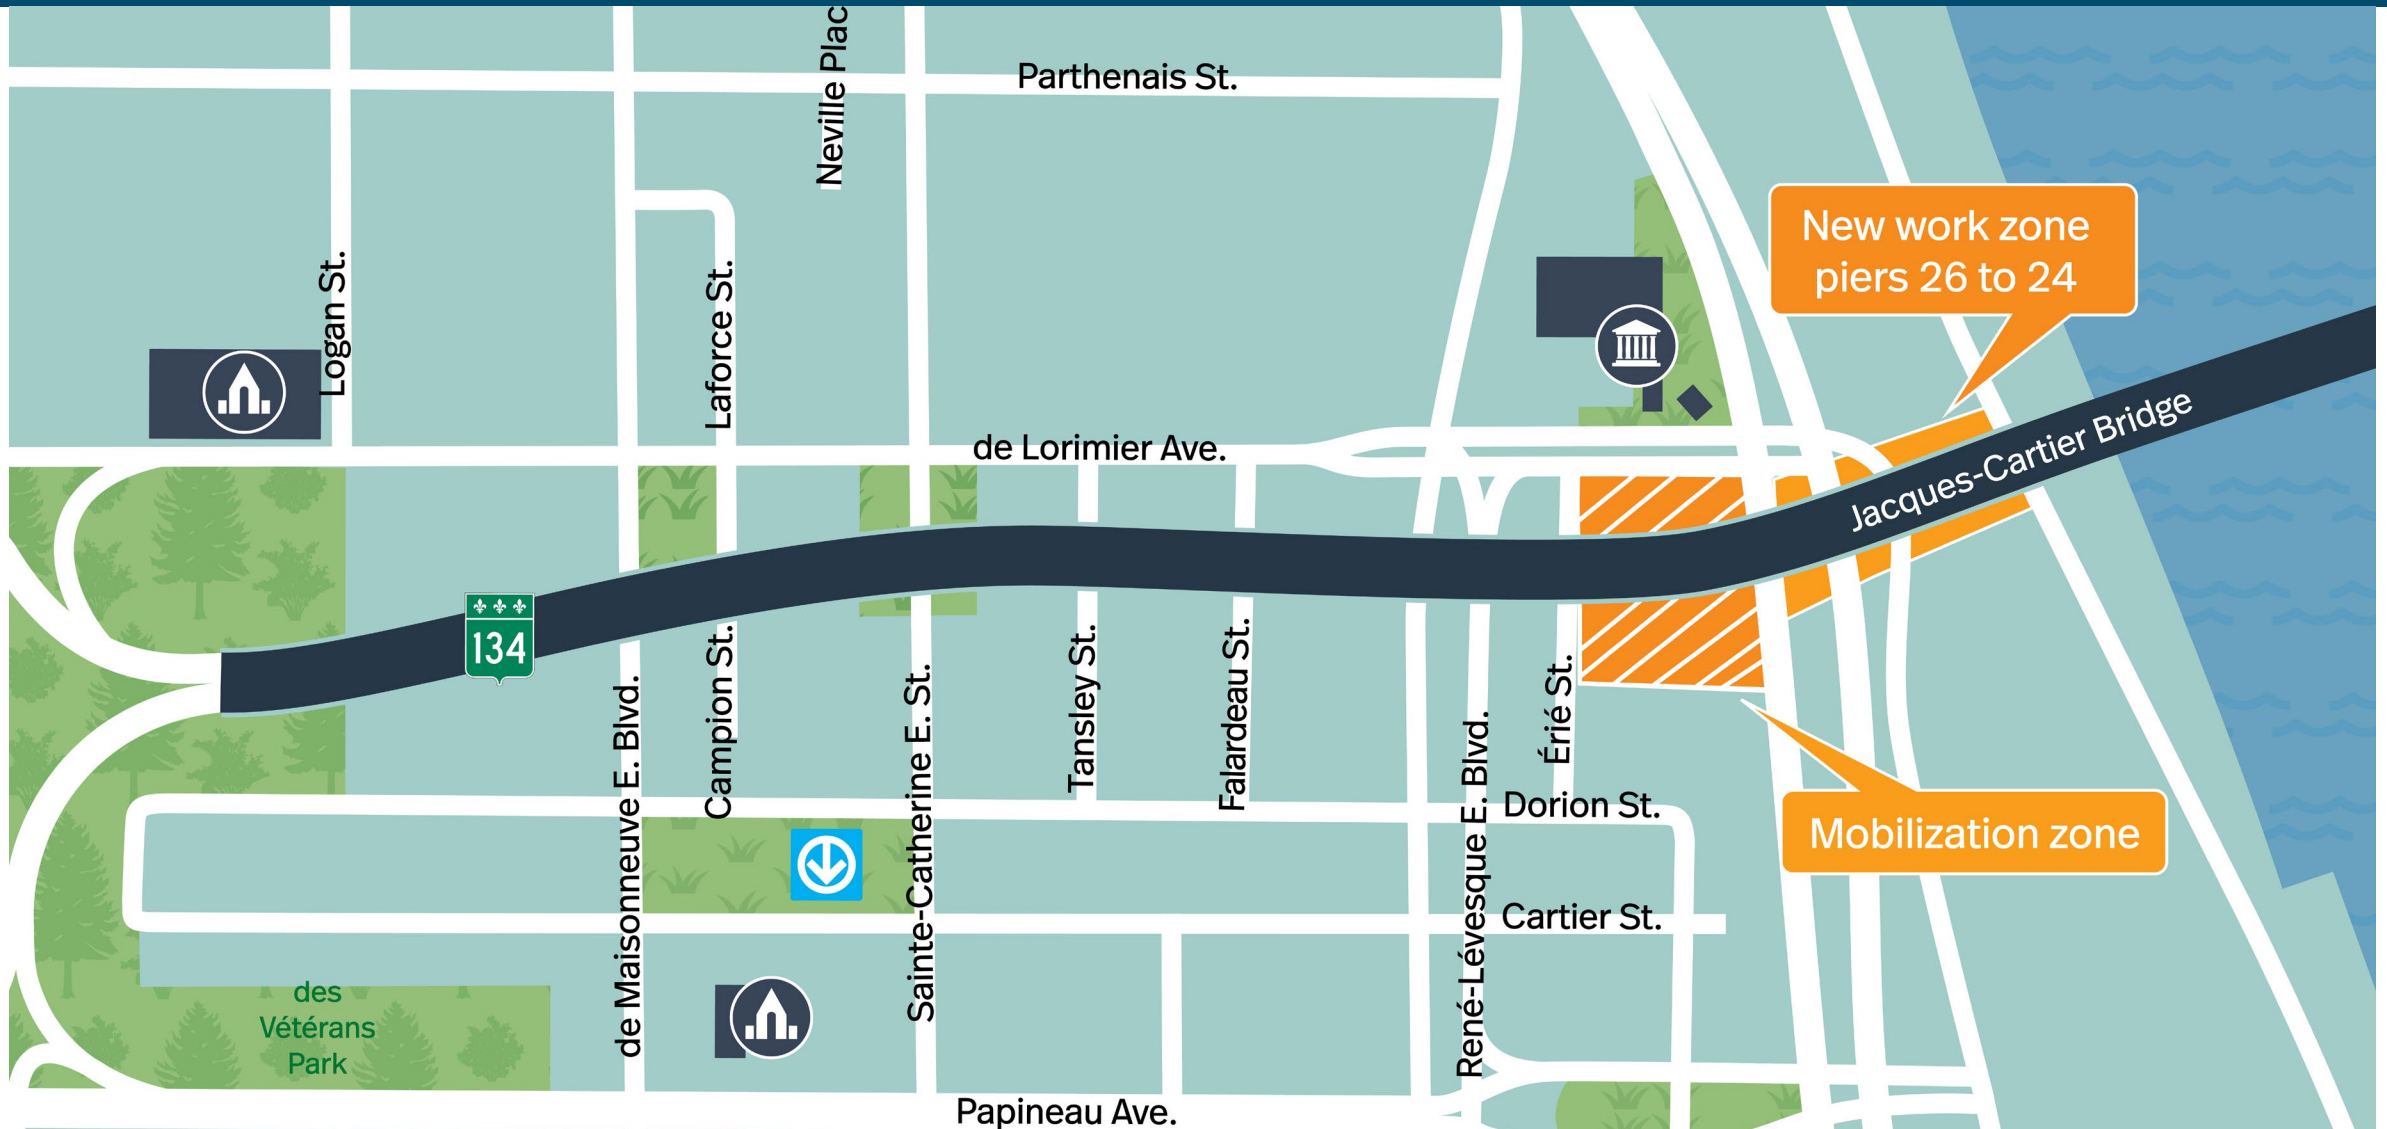 Neville Plac
Parthenais St.
New work zone
piers 26 to 24
Logan St.
Laforce St.
de Lorimier Ave.
Jacques-Cartier Bridge
134
Campion St.
Tansley St.
Falardeau St.
Érié St.
de Maisonneuve E. Blvd.
Sainte-Catherine E. St.
René-Lévesque E. Blvd.
Dorion St.
Mobilization zone
Cartier St.
des
Vétérans
Park
Papineau Ave.